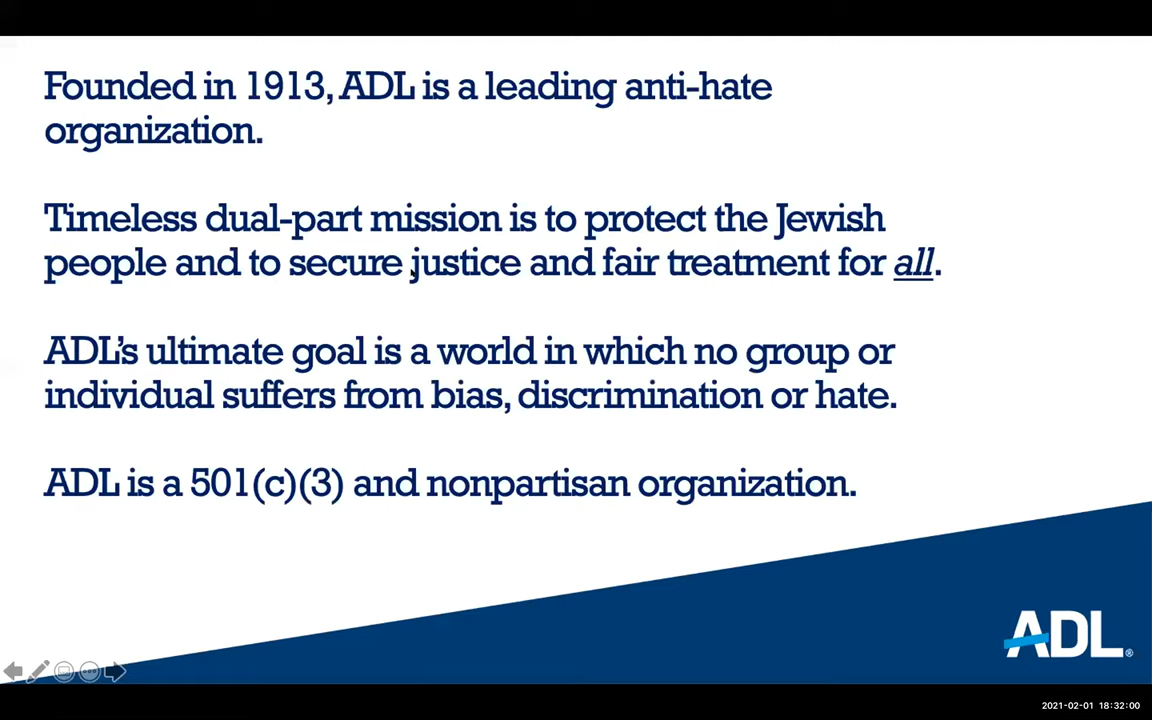 Founded in 1913, ADL is a leading anti-hate
organization.
Timeless dual-part mission is to protect the Jewish
people and to secure justice and fair treatment for all.
ADL's ultimate goal is a world in which no group or
individual suffers from bias, discrimination or hate.
ADL is a 501(c)(3) and nonpartisan organization.
ADL®
2021-02-01 18:32:00